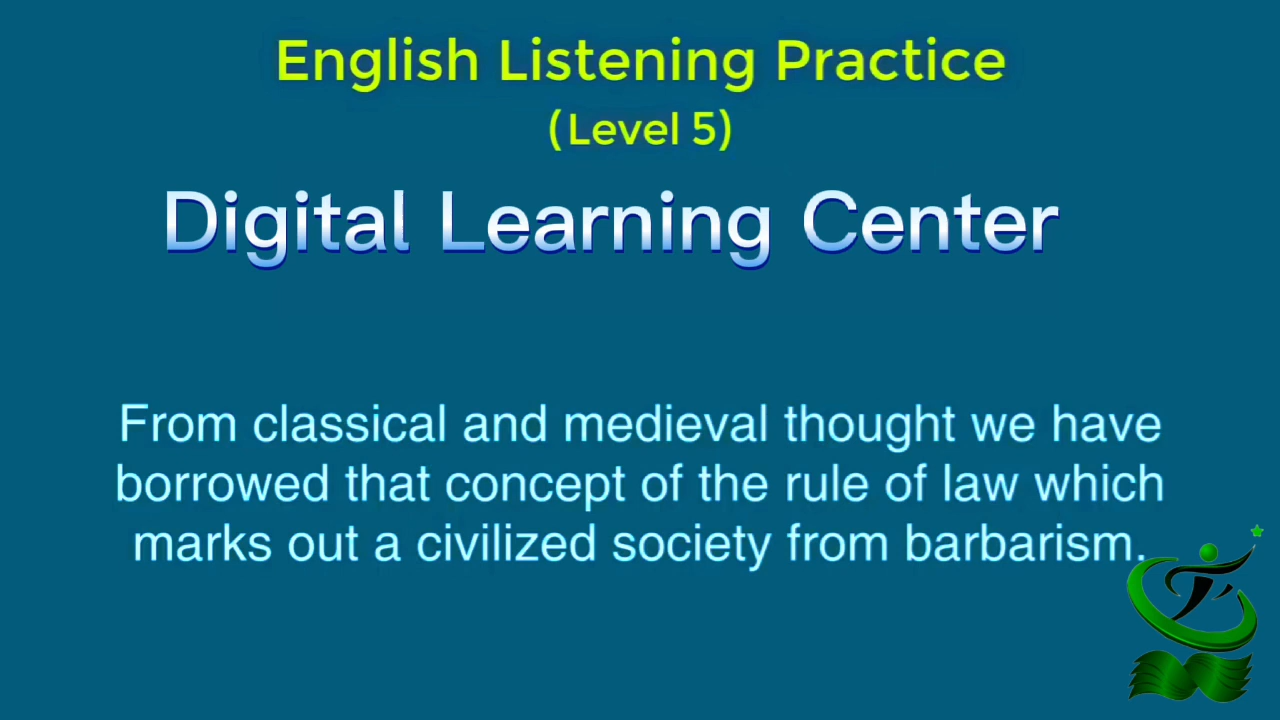 English Listening Practice
(Level 5)
Digital Learning Center
From classical and medieval thought we have
borrowed that concept of the rule of law which
marks out a civilized society from barbarism.